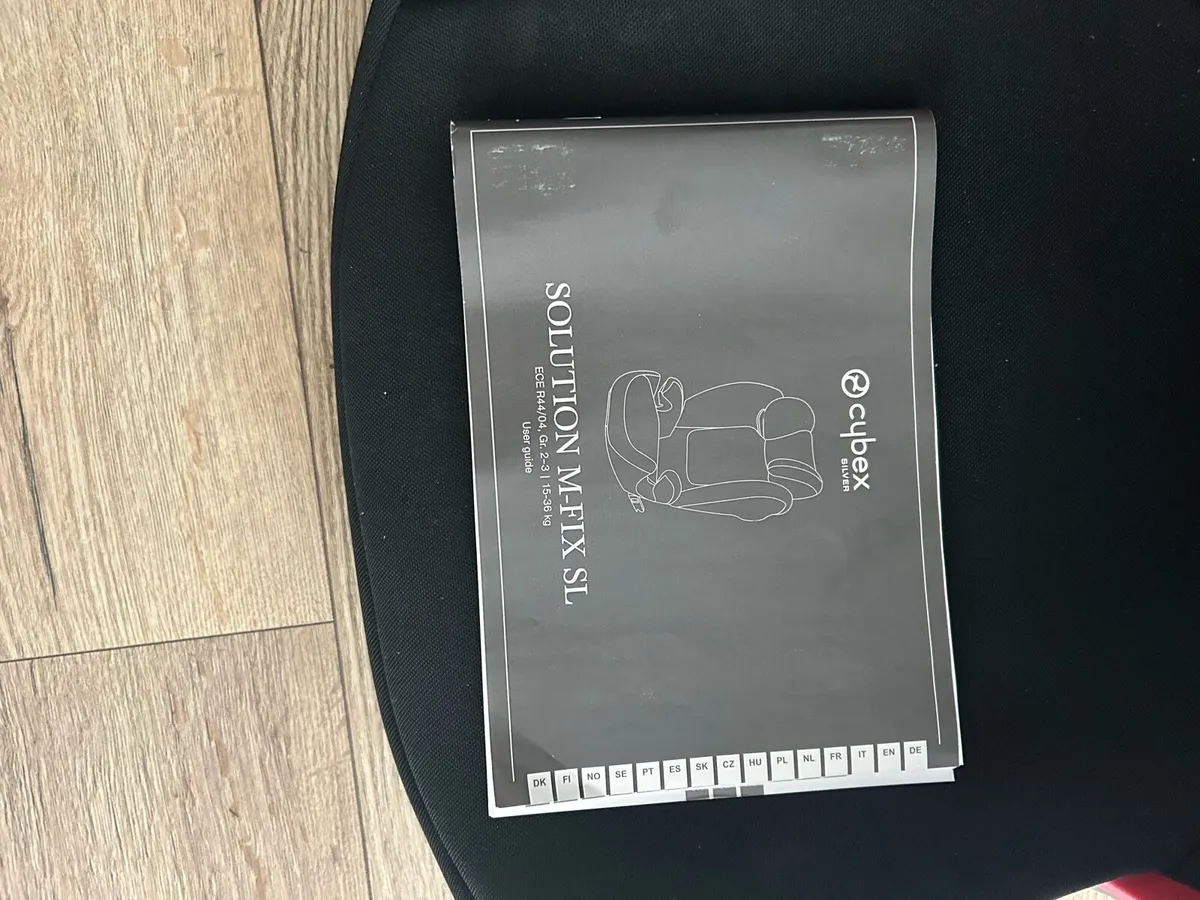 cybex
SILVER
SOLUTION M-FIX SL
ECE R44/04, Gr. 2–3 | 15-36 kg
User guide
DE
EN
IT
FR
NL
PL
HU
CZ
SK
ES
PT
SE
NO
FI
DK